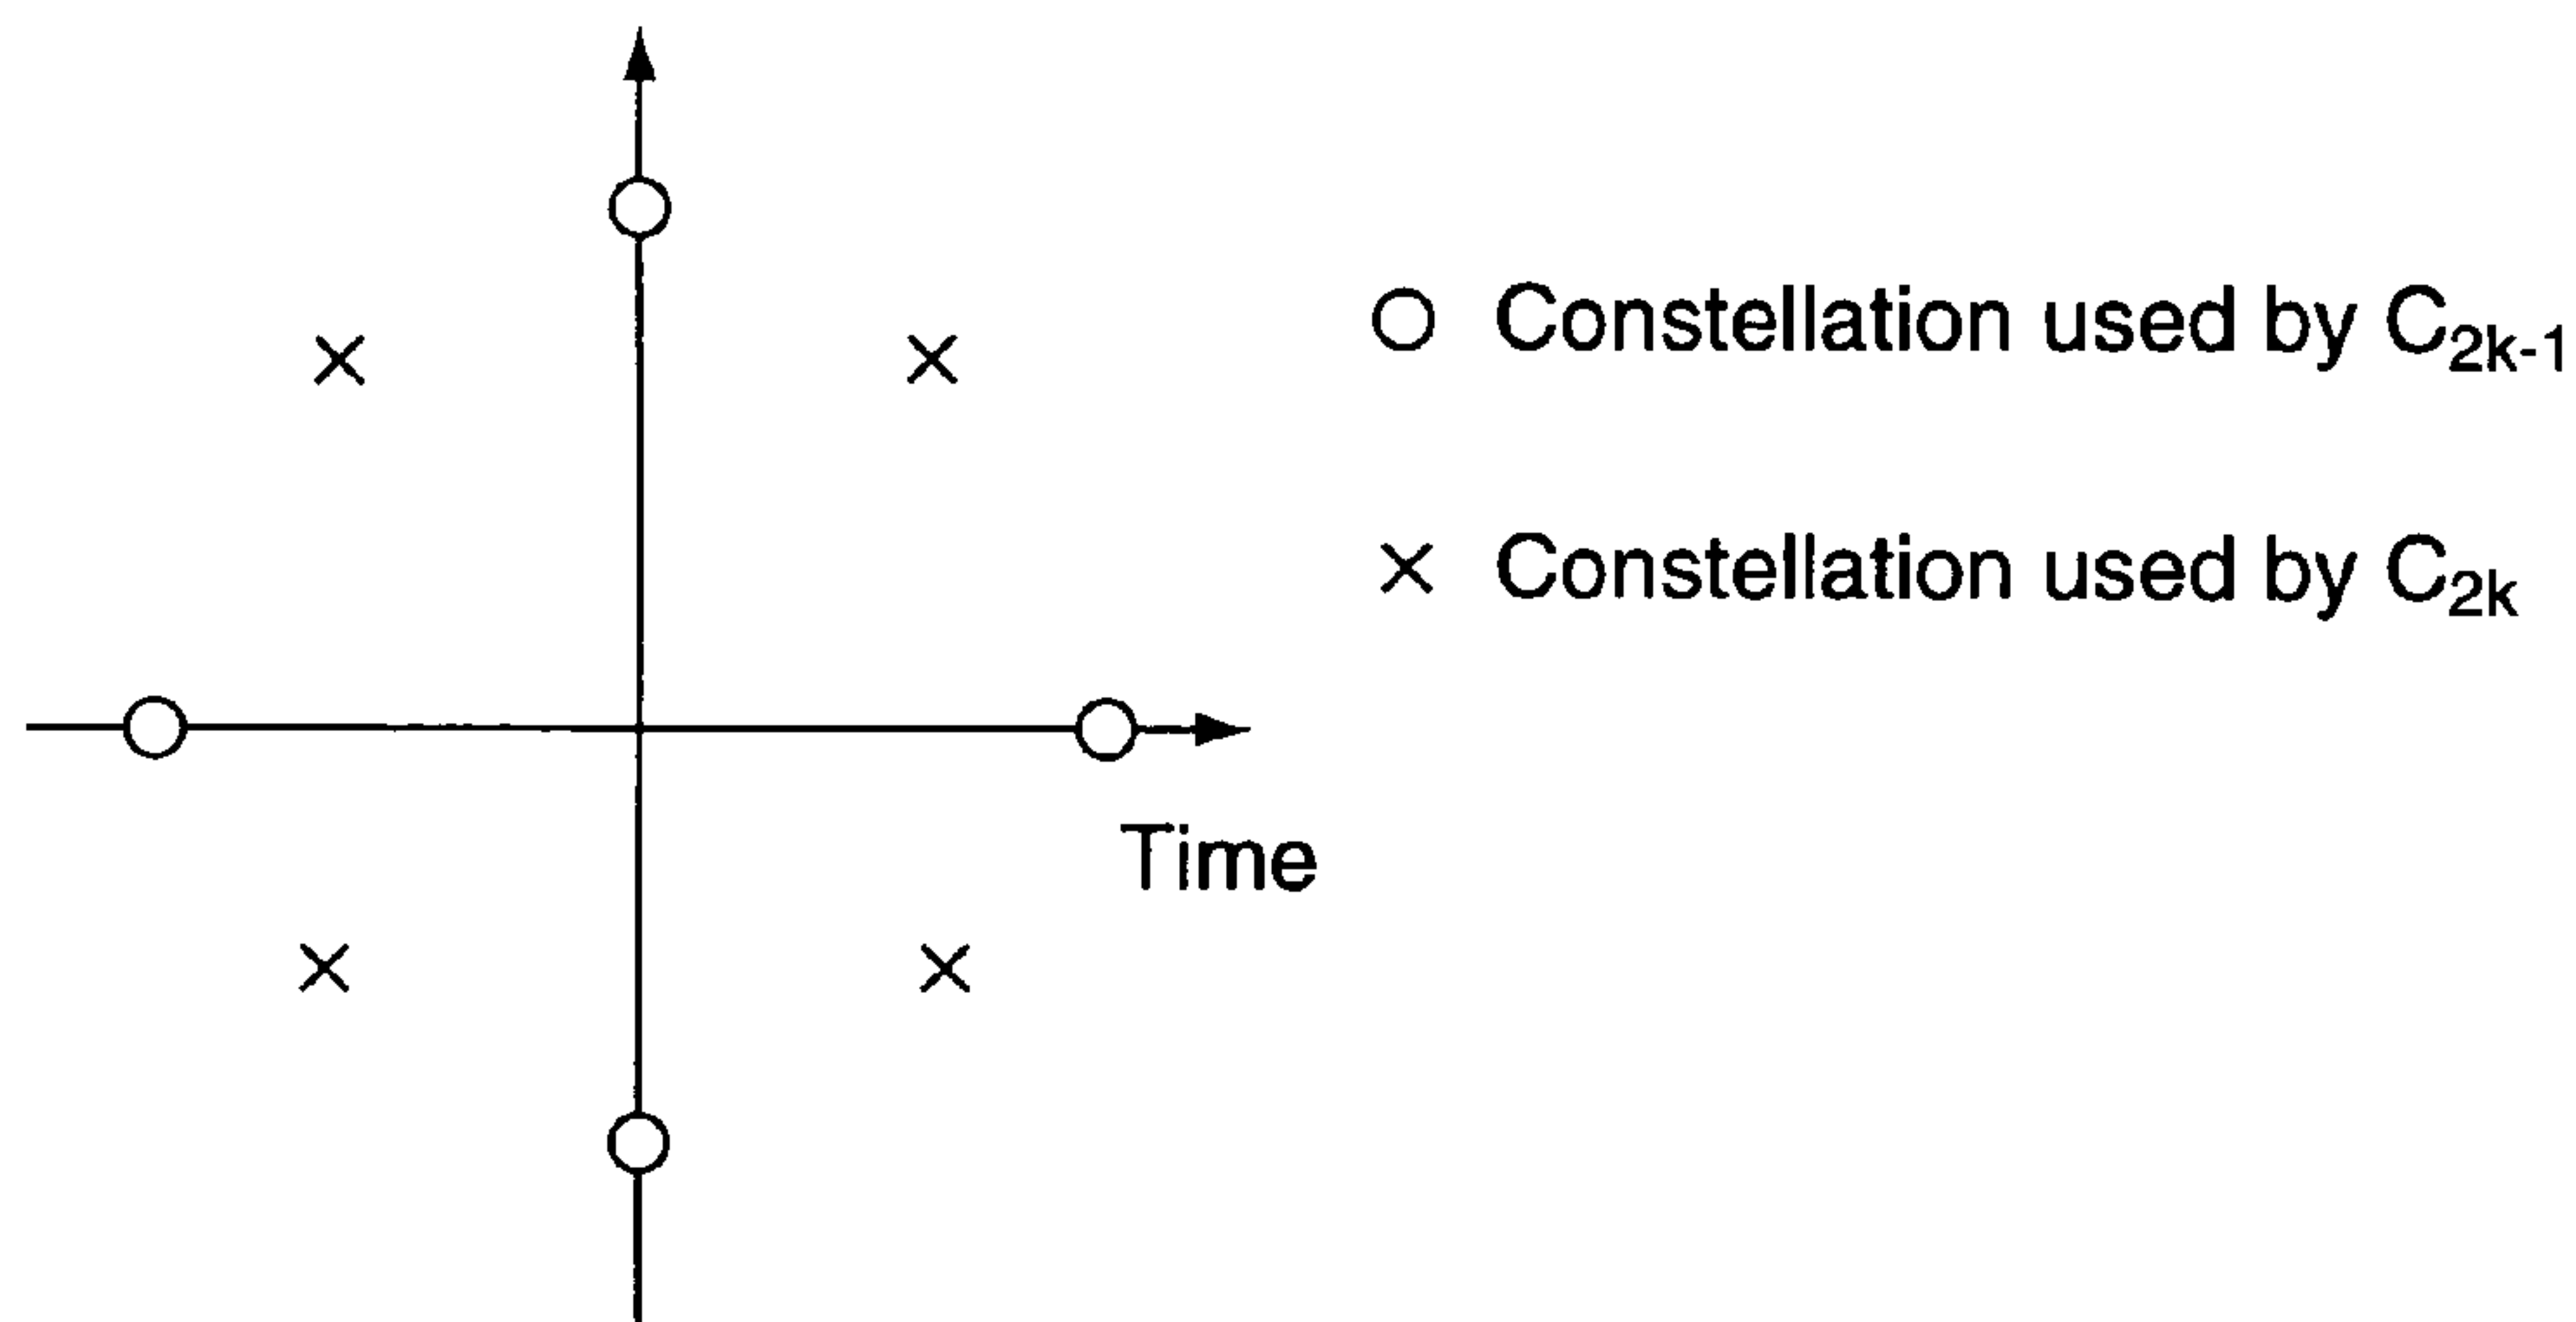 ○ Constellation used by C2k-1
× Constellation used by C2k
Time